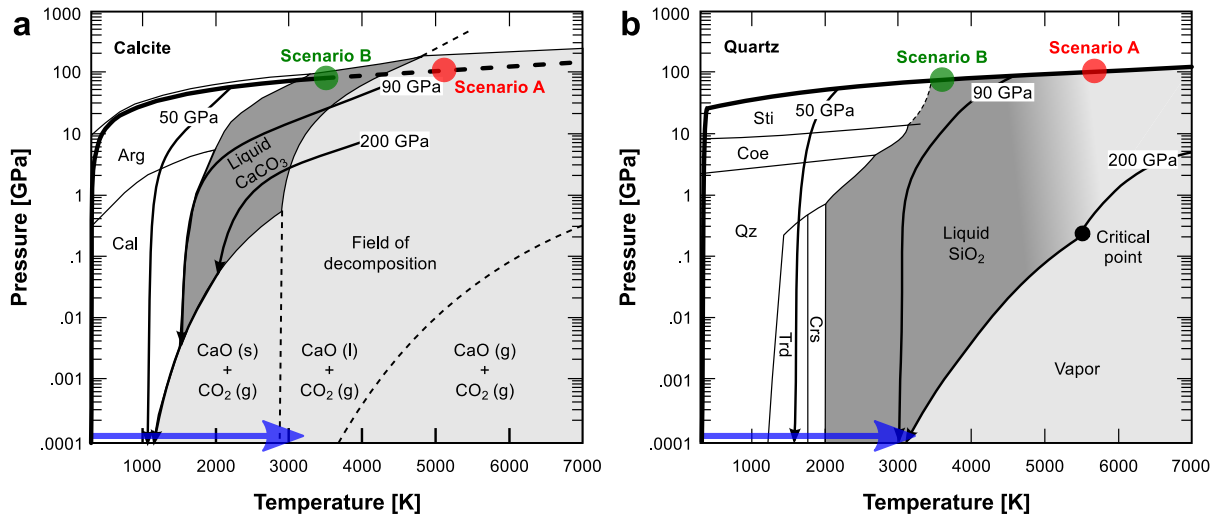 a
Calcite
Scenario B
Scenario A
50 GPa
90 GPa
200 GPa
Arg
Cal
Liquid
CaCO3
Field of
decomposition
CaO (s)
+
CO2 (g)
CaO (l)
+
CO2 (g)
CaO (g)
+
CO2 (g)
Pressure [GPa]
1000
100
10
1
.1
.01
.001
.0001
1000 2000 3000 4000 5000 6000 7000
Temperature [K]
b
Quartz
Scenario B
Scenario A
50 GPa
90 GPa
200 GPa
Sti
Coe
Qz
Trd
Crs
Liquid
SiO2
Critical
point
Vapor
Pressure [GPa]
1000
100
10
1
.1
.01
.001
.0001
1000 2000 3000 4000 5000 6000 7000
Temperature [K]